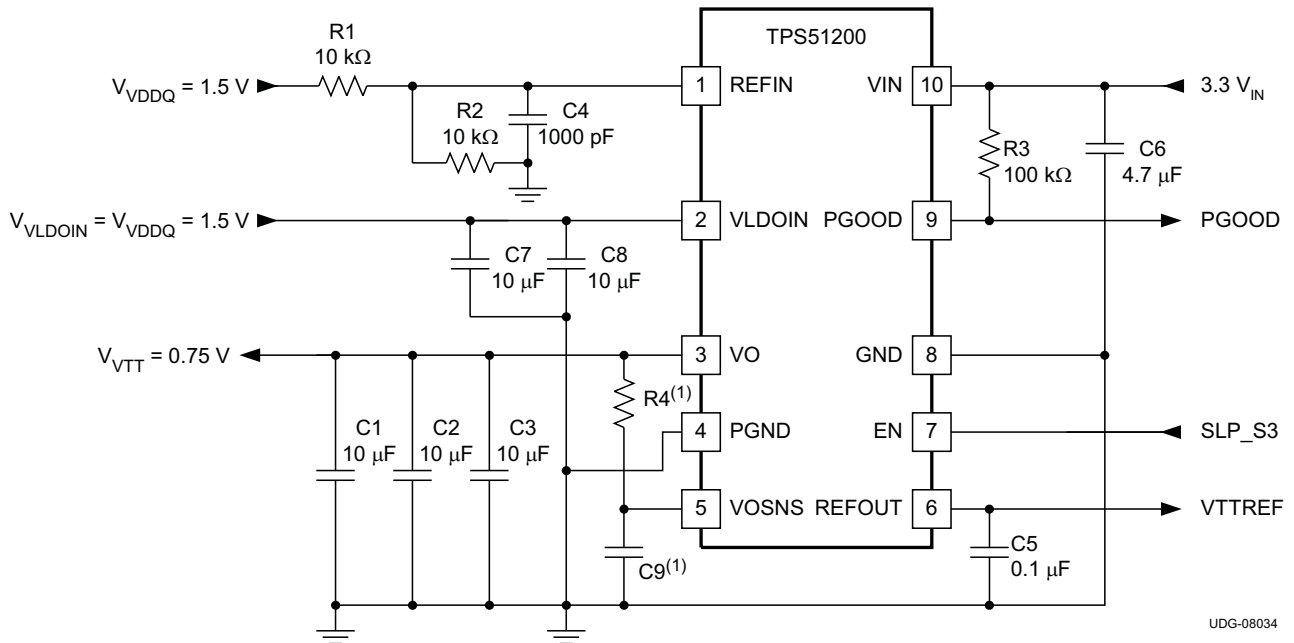 TPS51200
R1
10 kΩ
V_VDDQ = 1.5 V
1 REFIN
VIN 10
3.3 V_IN
R2
10 kΩ
C4
1000 pF
R3
100 kΩ
C6
4.7 µF
V_VLDOIN = V_VDDQ = 1.5 V
2 VLDOIN
PGOOD 9
PGOOD
C7
10 µF
C8
10 µF
V_VTT = 0.75 V
3 VO
GND 8
R4(1)
C1
10 µF
C2
10 µF
C3
10 µF
4 PGND
EN 7
SLP_S3
5 VOSNS
REFOUT 6
VTTREF
C9(1)
C5
0.1 µF
UDG-08034